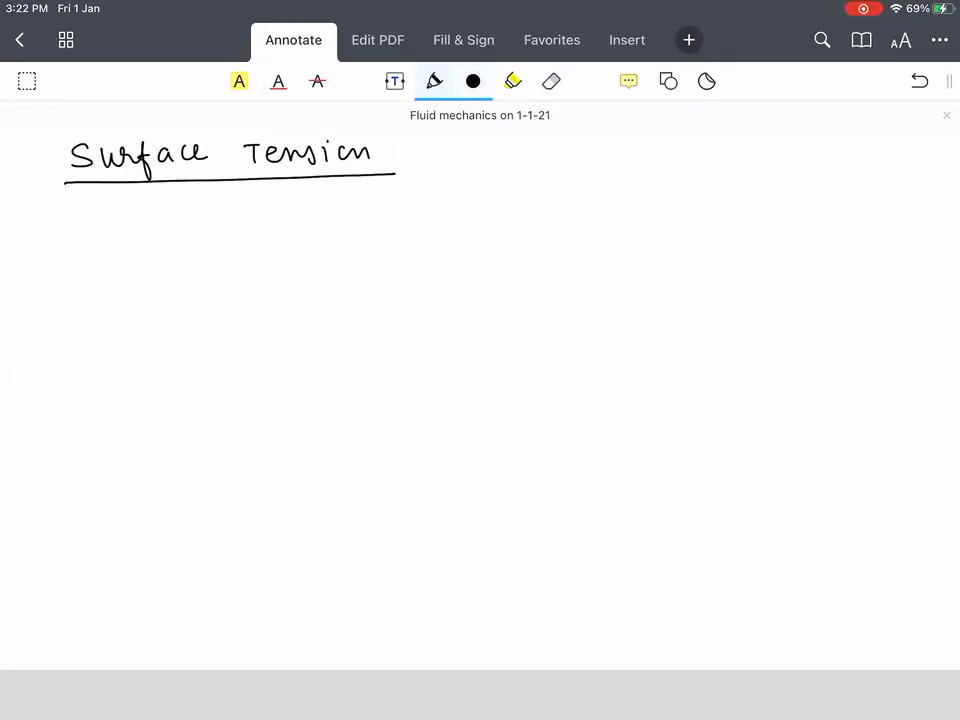 3:22 PM Fri 1 Jan 69%
Annotate Edit PDF Fill & Sign Favorites Insert
Fluid mechanics on 1-1-21
Surface Tension